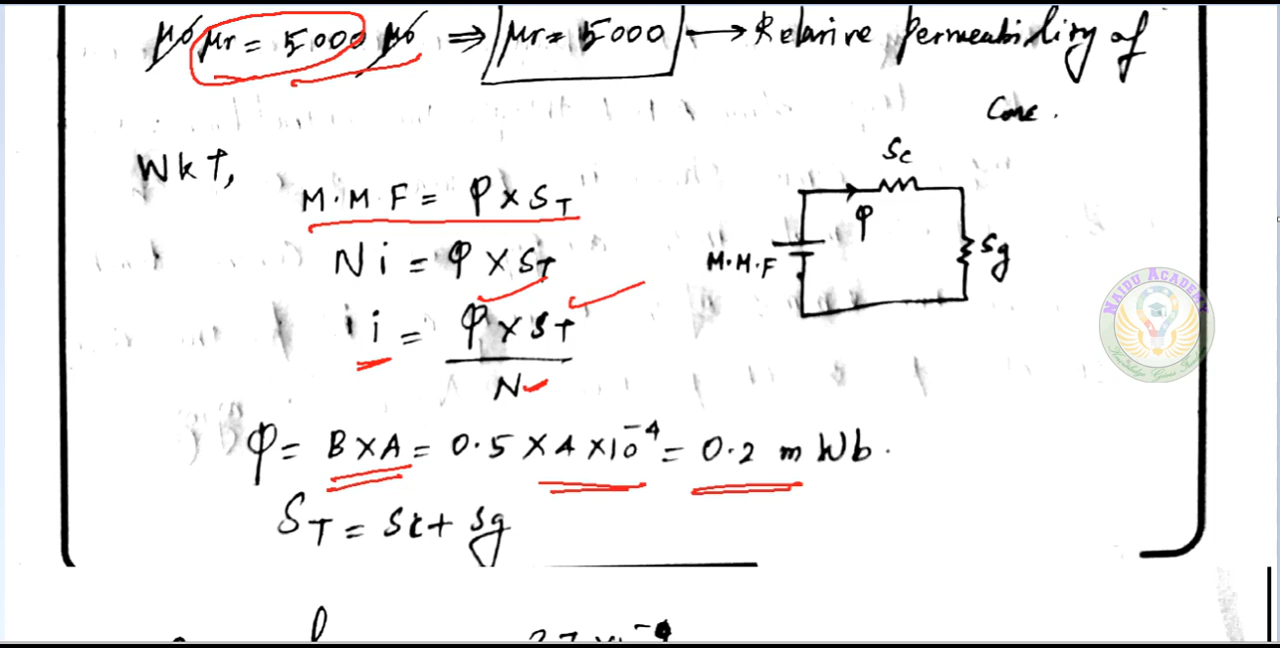 μ0 μr = 5000 μ0 ⇒ μr = 5000 → Relative Permeability of
Core.
Wkt,
M.M.F = φ × ST
Ni = φ × ST
i = φ × ST
N
Sc
φ
M.M.F
Sg
NAIDU ACADEMY
φ = B×A = 0.5 × 4 × 10⁻⁴ = 0.2 m Wb.
ST = Sc + Sg